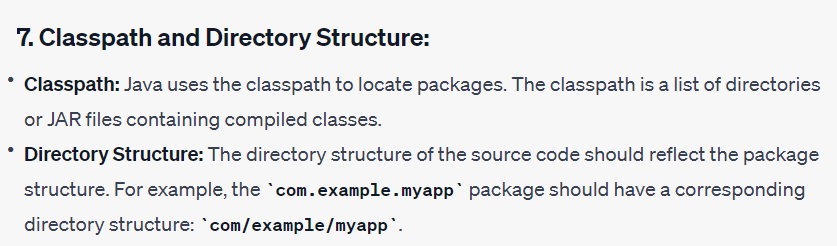 7. Classpath and Directory Structure:
• Classpath: Java uses the classpath to locate packages. The classpath is a list of directories
or JAR files containing compiled classes.
• Directory Structure: The directory structure of the source code should reflect the package
structure. For example, the `com.example.myapp` package should have a corresponding
directory structure: `com/example/myapp`.